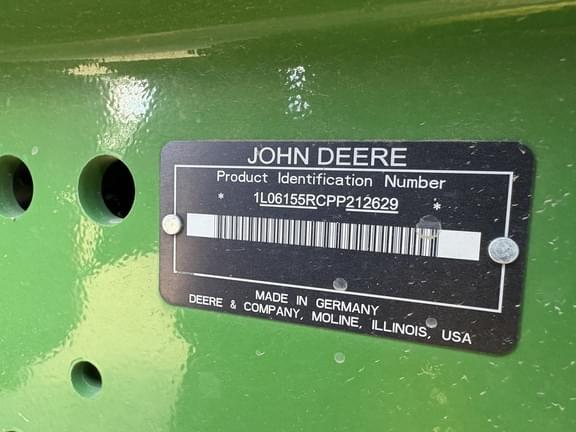 JOHN DEERE
Product Identification Number
* 1L06155RCPP212629 *
MADE IN GERMANY
DEERE & COMPANY, MOLINE, ILLINOIS, USA